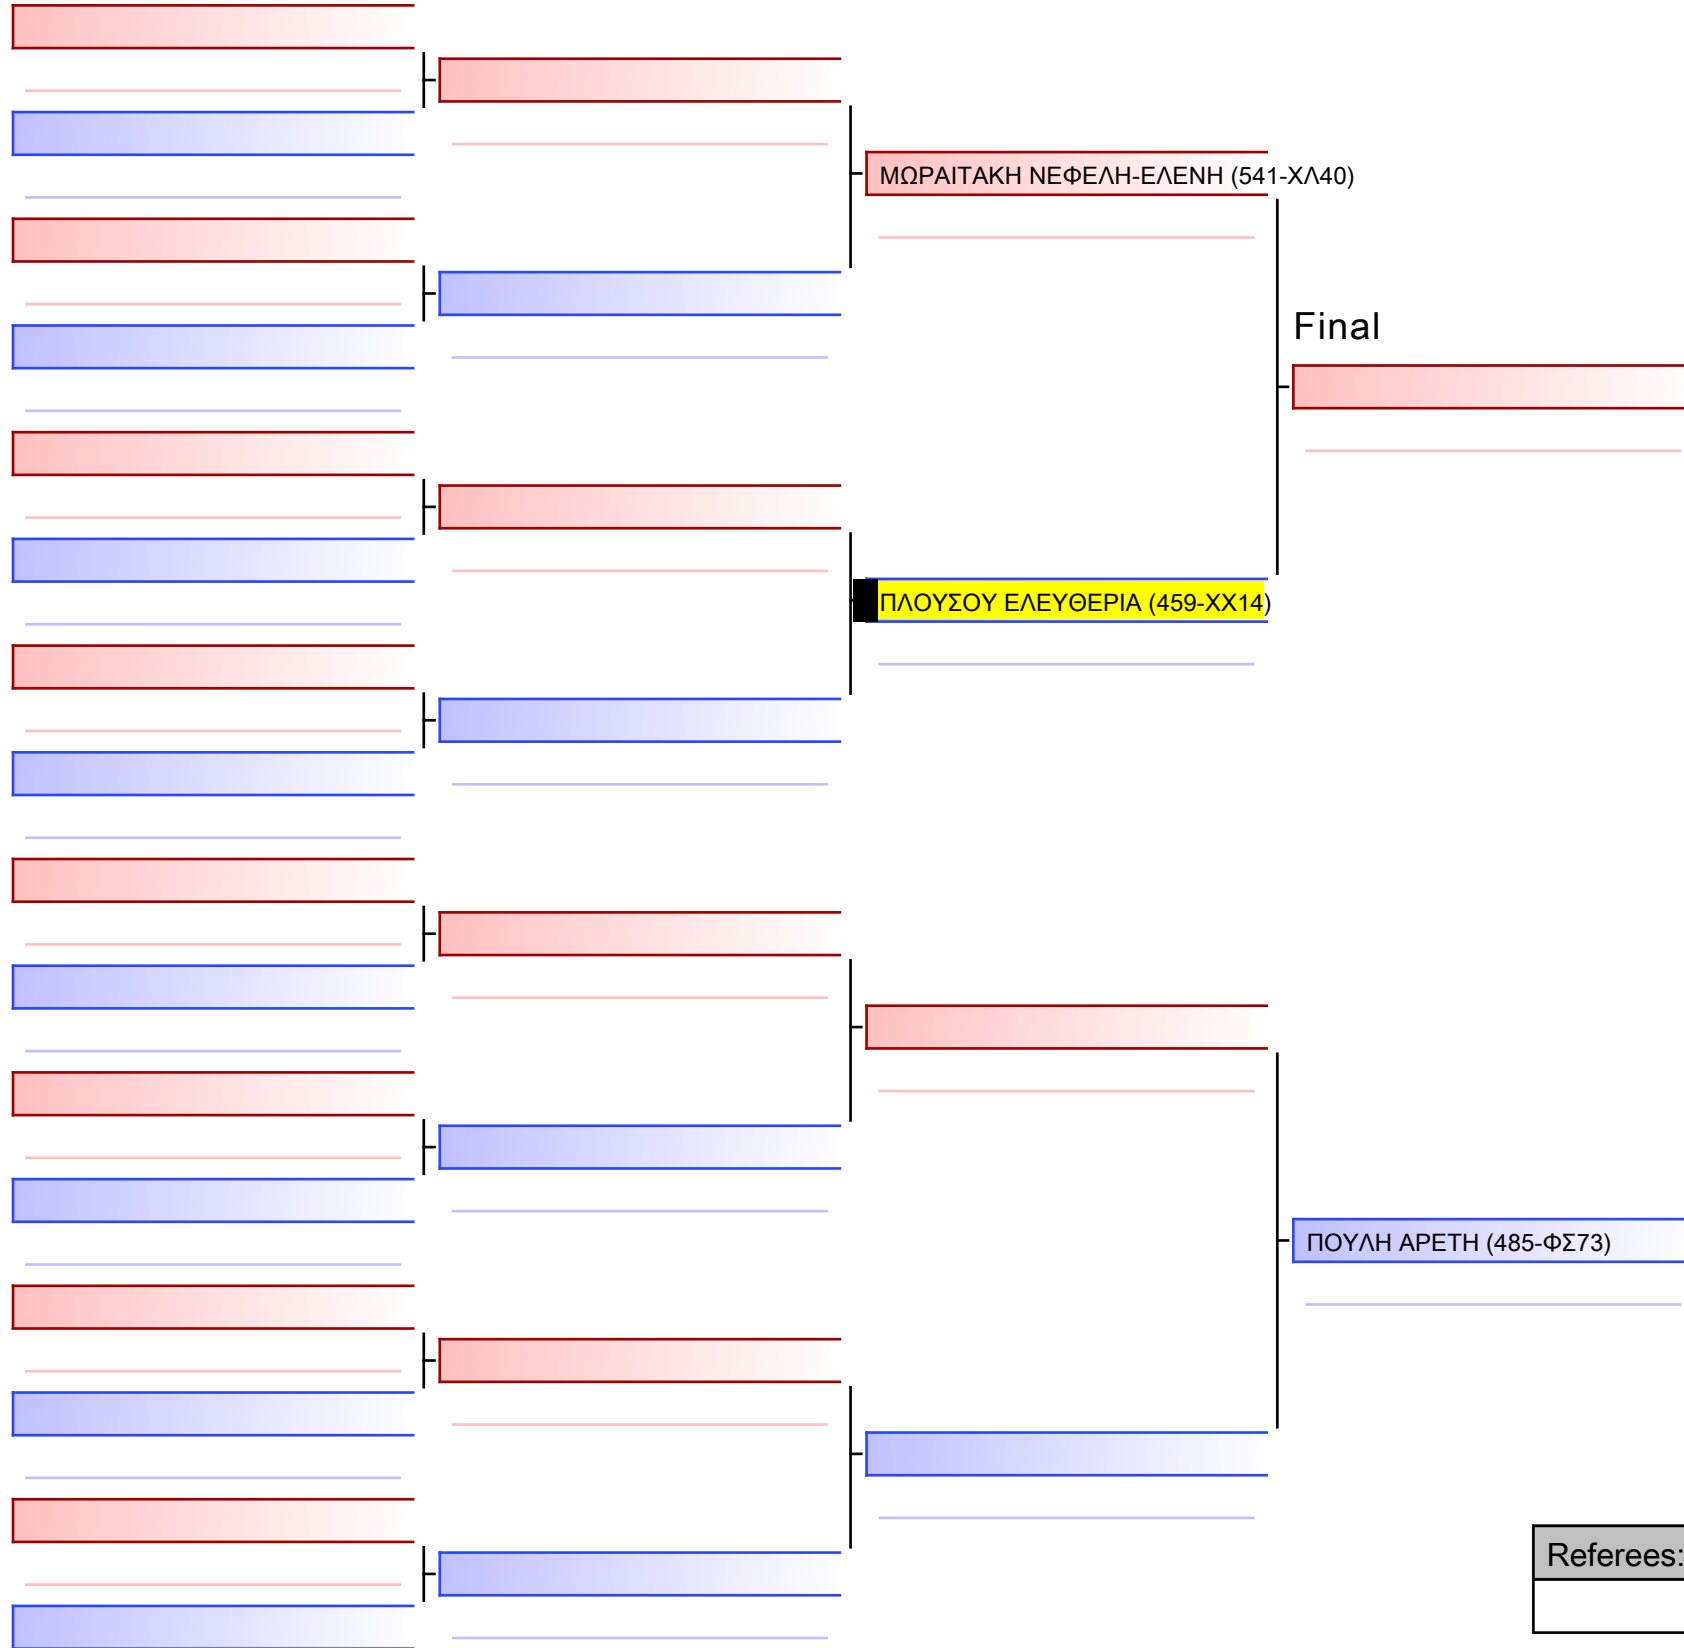 ΜΩΡΑΙΤΑΚΗ ΝΕΦΕΛΗ-ΕΛΕΝΗ (541-ΧΛ40)
Final
ΠΛΟΥΣΟΥ ΕΛΕΥΘΕΡΙΑ (459-ΧΧ14)
ΠΟΥΛΗ ΑΡΕΤΗ (485-ΦΣ73)
Referees: